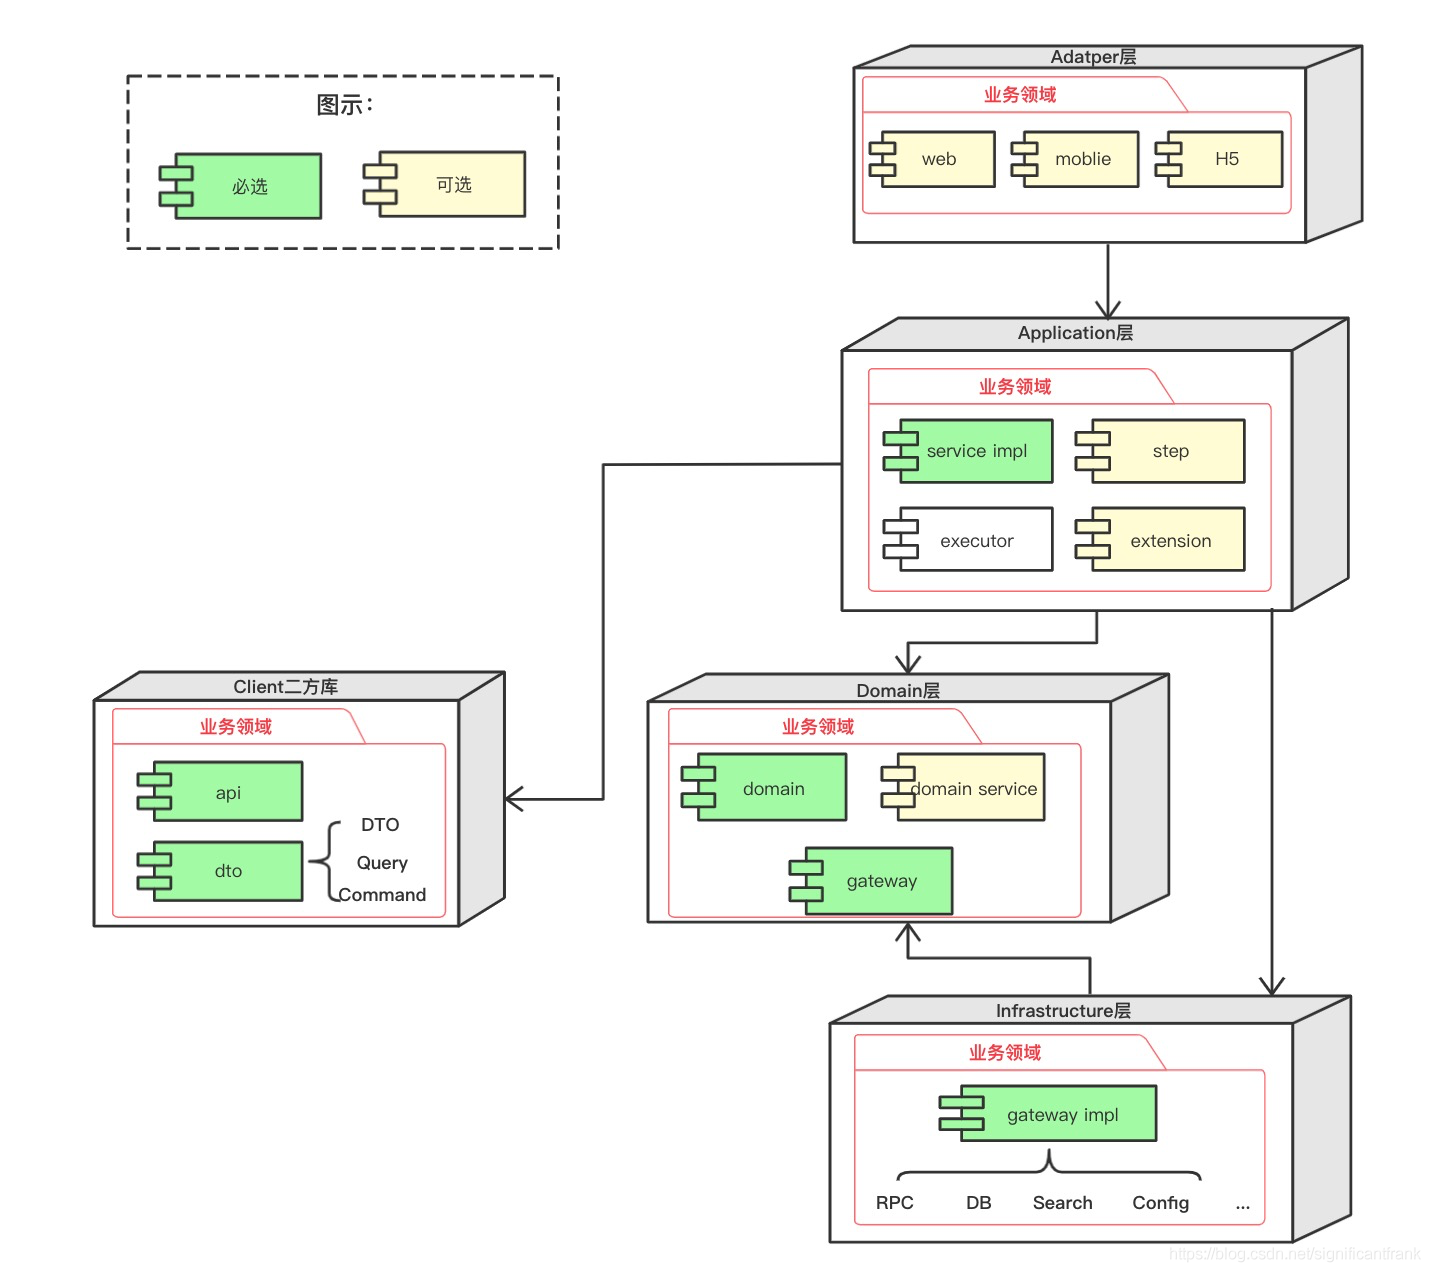 图示：
必选
可选
Adatper层
业务领域
web
moblie
H5
Application层
业务领域
service impl
step
executor
extension
Client二方库
业务领域
api
dto
DTO
Query
Command
Domain层
业务领域
domain
domain service
gateway
Infrastructure层
业务领域
gateway impl
RPC
DB
Search
Config
...
https://blog.csdn.net/significantfrank